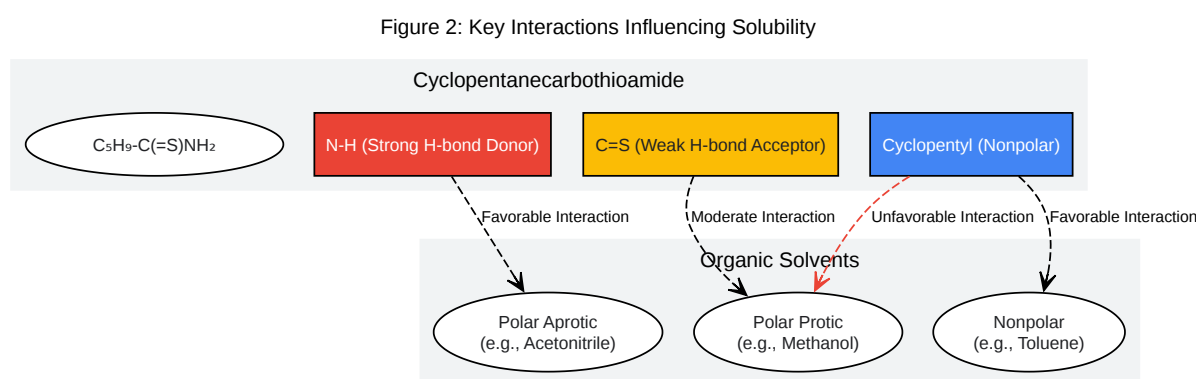 Figure 2: Key Interactions Influencing Solubility
Cyclopentanecarbothioamide
C₅H₉-C(=S)NH₂
N-H (Strong H-bond Donor)
C=S (Weak H-bond Acceptor)
Cyclopentyl (Nonpolar)
Favorable Interaction
Moderate Interaction
Unfavorable Interaction
Favorable Interaction
Organic Solvents
Polar Aprotic
(e.g., Acetonitrile)
Polar Protic
(e.g., Methanol)
Nonpolar
(e.g., Toluene)